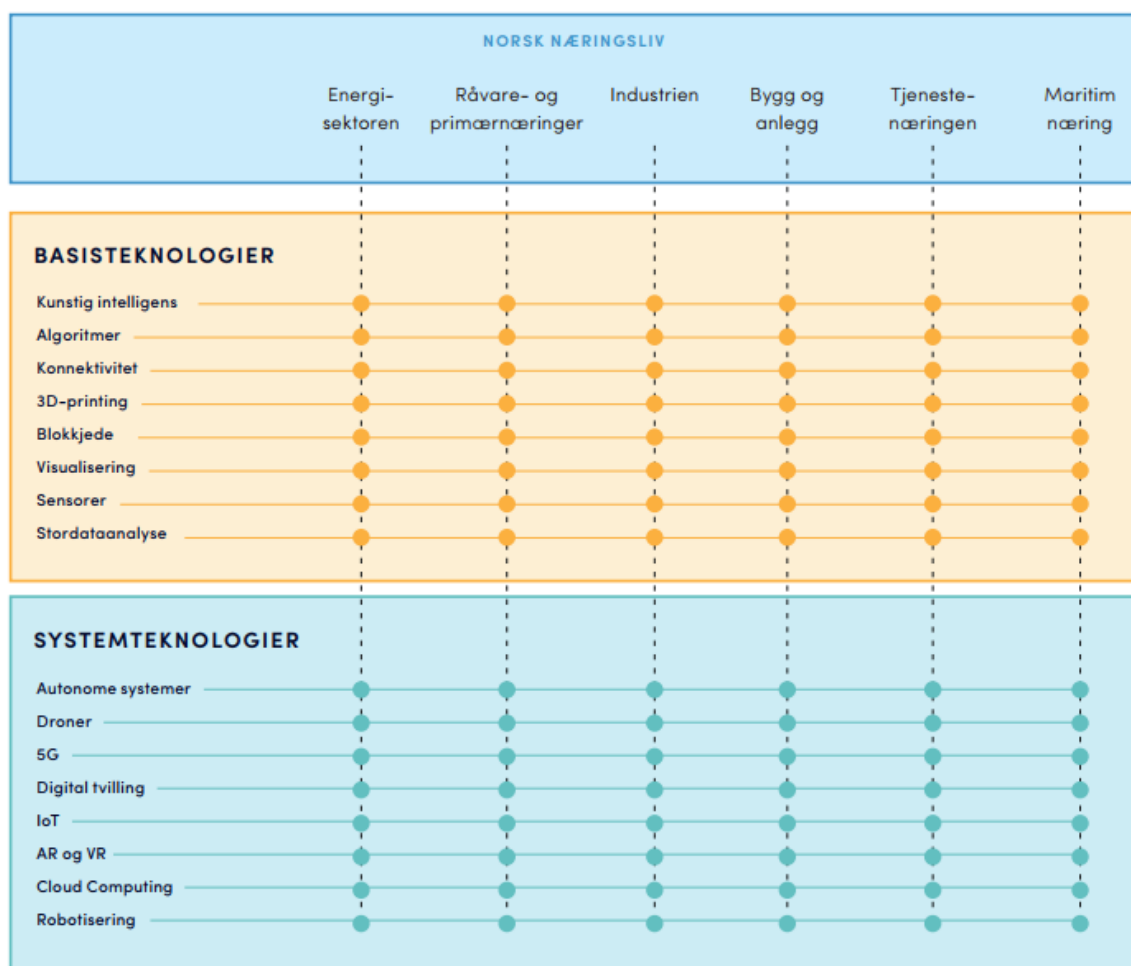 NORSK NÆRINGSLIV
Energi-
sektoren
Råvare- og
primærnæringer
Industrien
Bygg og
anlegg
Tjeneste-
næringen
Maritim
næring
BASISTEKNOLOGIER
Kunstig intelligens
Algoritmer
Konnektivitet
3D-printing
Blokkjede
Visualisering
Sensorer
Stordataanalyse
SYSTEMTEKNOLOGIER
Autonome systemer
Droner
5G
Digital tvilling
IoT
AR og VR
Cloud Computing
Robotisering